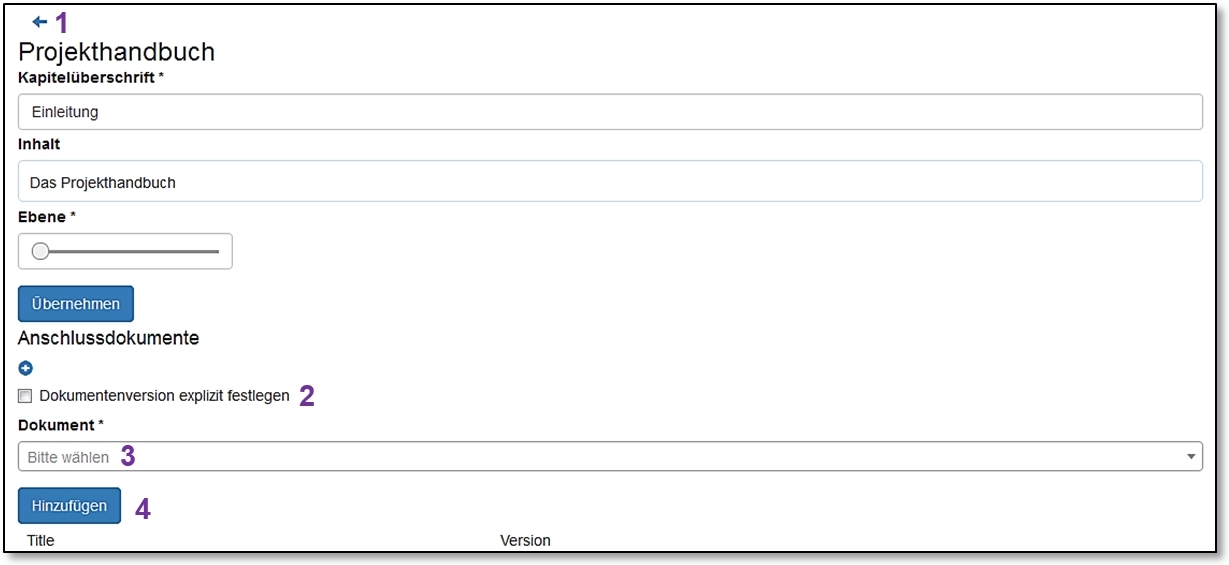 1
Projekthandbuch
Kapitelüberschrift *
Einleitung
Inhalt
Das Projekthandbuch
Ebene *
Übernehmen
Anschlussdokumente
Dokumentenversion explizit festlegen 2
Dokument *
Bitte wählen 3
Hinzufügen 4
Title Version